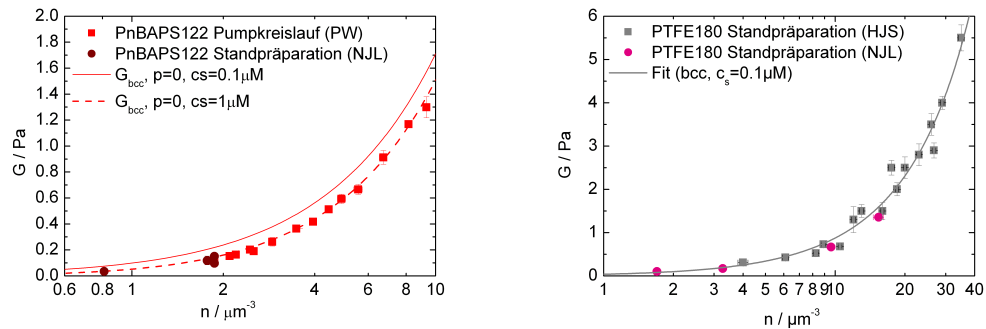 2.0
1.8
1.6
1.4
1.2
1.0
0.8
0.6
0.4
0.2
0.0
G / Pa
PnBAPS122 Pumpkreislauf (PW)
PnBAPS122 Standpräparation (NJL)
Gbcc, p=0, cs=0.1μM
Gbcc, p=0, cs=1μM
0.6 0.8 1 2 4 6 8 10
n / μm-3
6
5
4
3
2
1
0
G / Pa
PTFE180 Standpräparation (HJS)
PTFE180 Standpräparation (NJL)
Fit (bcc, cs=0.1µM)
1 2 3 4 5 6 7 8 9 10 20 30 40
n / µm-3